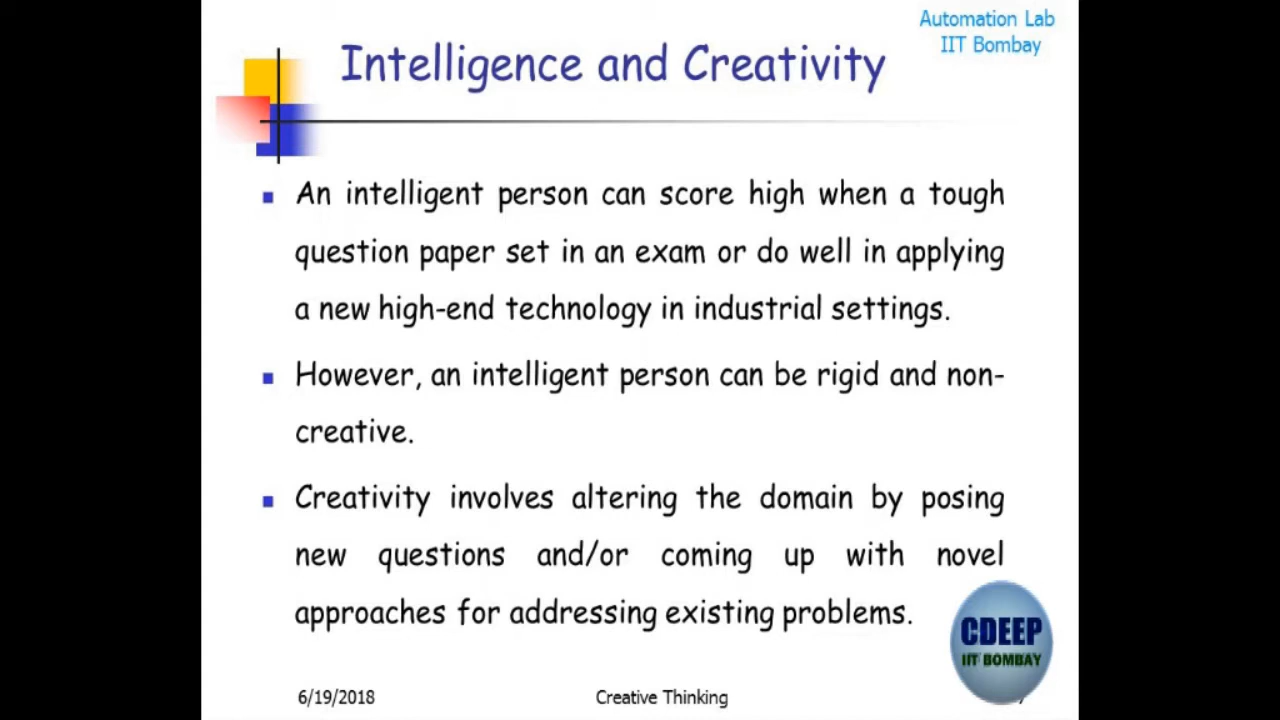 Automation Lab
IIT Bombay
Intelligence and Creativity
An intelligent person can score high when a tough
question paper set in an exam or do well in applying
a new high-end technology in industrial settings.
However, an intelligent person can be rigid and non-
creative.
Creativity involves altering the domain by posing
new questions and/or coming up with novel
approaches for addressing existing problems.
CDEEP
IIT BOMBAY
6/19/2018
Creative Thinking